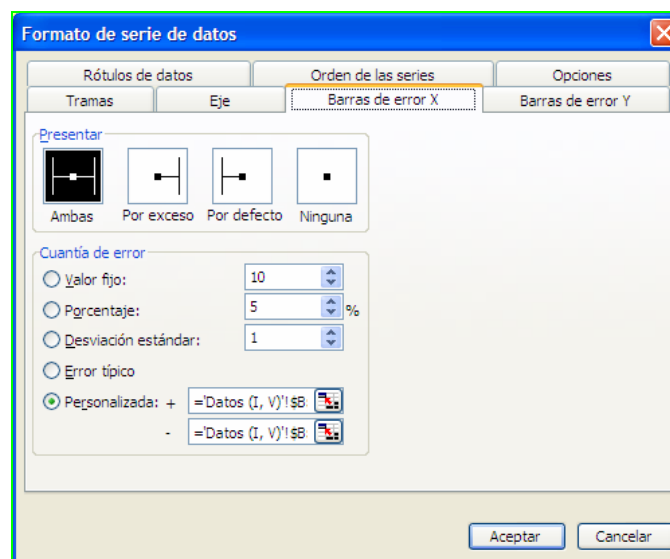 Formato de serie de datos
Rótulos de datos Orden de las series Opciones
Tramas Eje Barras de error X Barras de error Y
Presentar
Ambas Por exceso Por defecto Ninguna
Cuantía de error
Valor fijo: 10
Porcentaje: 5 %
Desviación estándar: 1
Error típico
Personalizada: + ='Datos (I, V)'!$B
- ='Datos (I, V)'!$B
Aceptar Cancelar